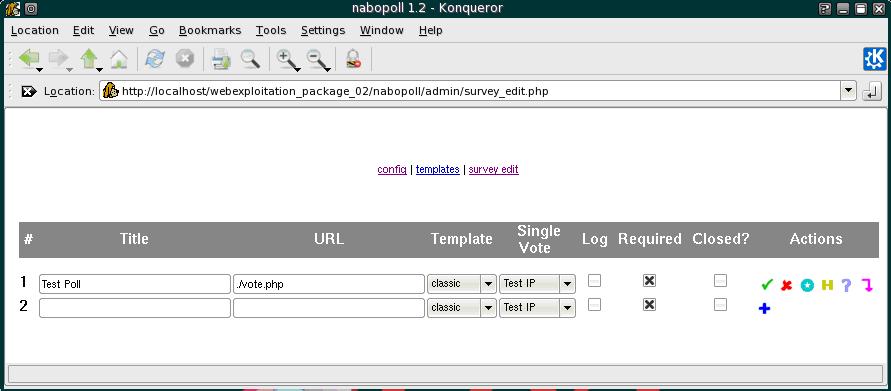 nabopoll 1.2 - Konqueror
Location Edit View Go Bookmarks Tools Settings Window Help
Location: http://localhost/webexploitation_package_02/nabopoll/admin/survey_edit.php
config | templates | survey edit
# Title URL Template Single Vote Log Required Closed? Actions
1 Test Poll ./vote.php classic Test IP H ?
2 classic Test IP